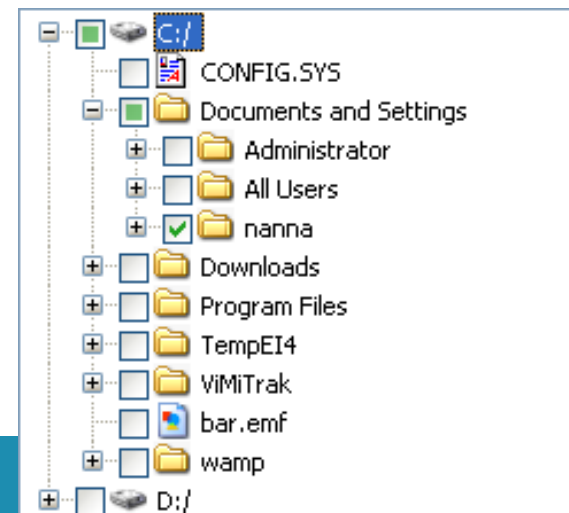 C:/
CONFIG.SYS
Documents and Settings
Administrator
All Users
nanna
Downloads
Program Files
TempEI4
ViMiTrak
bar.emf
wamp
D:/